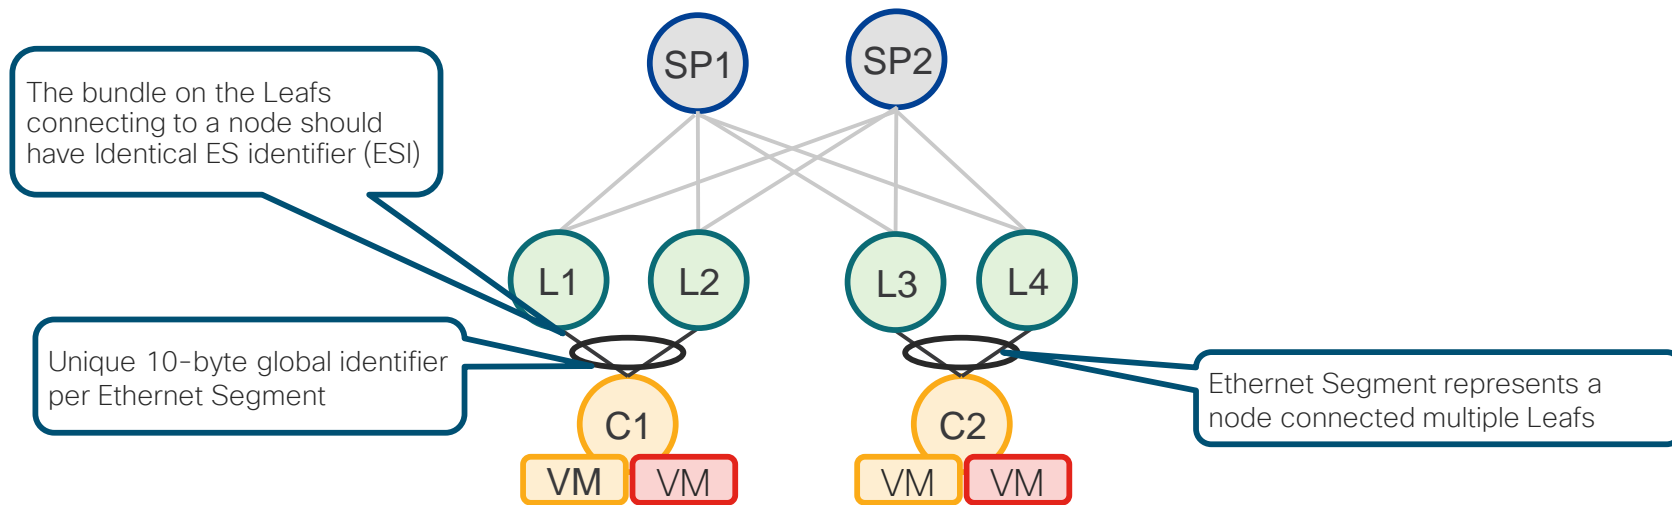 SP1
SP2
The bundle on the Leafs
connecting to a node should
have Identical ES identifier (ESI)
L1
L2
L3
L4
Unique 10-byte global identifier
per Ethernet Segment
Ethernet Segment represents a
node connected multiple Leafs
C1
C2
VM
VM
VM
VM